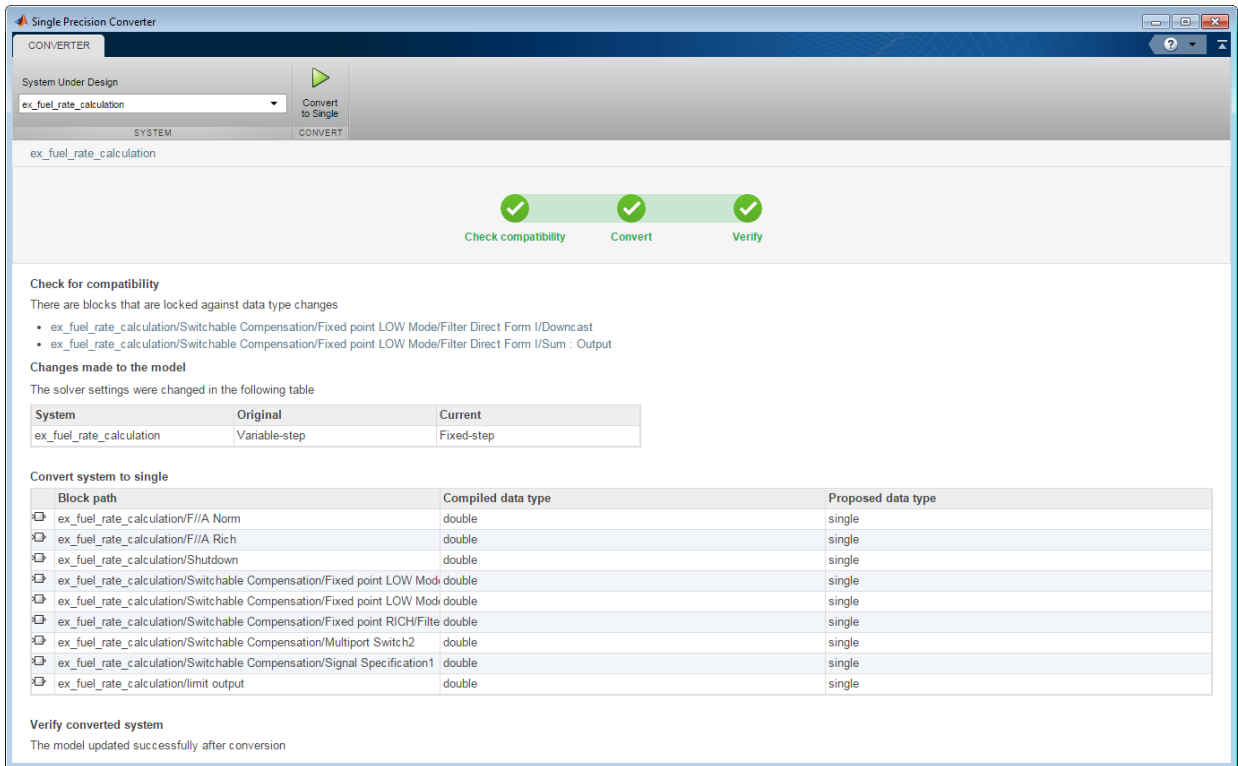 Single Precision Converter
CONVERTER
?
System Under Design
ex_fuel_rate_calculation
Convert
to Single
SYSTEM
CONVERT
ex_fuel_rate_calculation
Check compatibility Convert Verify
Check for compatibility
There are blocks that are locked against data type changes
• ex_fuel_rate_calculation/Switchable Compensation/Fixed point LOW Mode/Filter Direct Form I/Downcast
• ex_fuel_rate_calculation/Switchable Compensation/Fixed point LOW Mode/Filter Direct Form I/Sum : Output
Changes made to the model
The solver settings were changed in the following table
System Original Current
ex_fuel_rate_calculation Variable-step Fixed-step
Convert system to single
Block path Compiled data type Proposed data type
ex_fuel_rate_calculation/F//A Norm double single
ex_fuel_rate_calculation/F//A Rich double single
ex_fuel_rate_calculation/Shutdown double single
ex_fuel_rate_calculation/Switchable Compensation/Fixed point LOW Mod double single
ex_fuel_rate_calculation/Switchable Compensation/Fixed point LOW Mod double single
ex_fuel_rate_calculation/Switchable Compensation/Fixed point RICH/Filte double single
ex_fuel_rate_calculation/Switchable Compensation/Multiport Switch2 double single
ex_fuel_rate_calculation/Switchable Compensation/Signal Specification1 double single
ex_fuel_rate_calculation/limit output double single
Verify converted system
The model updated successfully after conversion